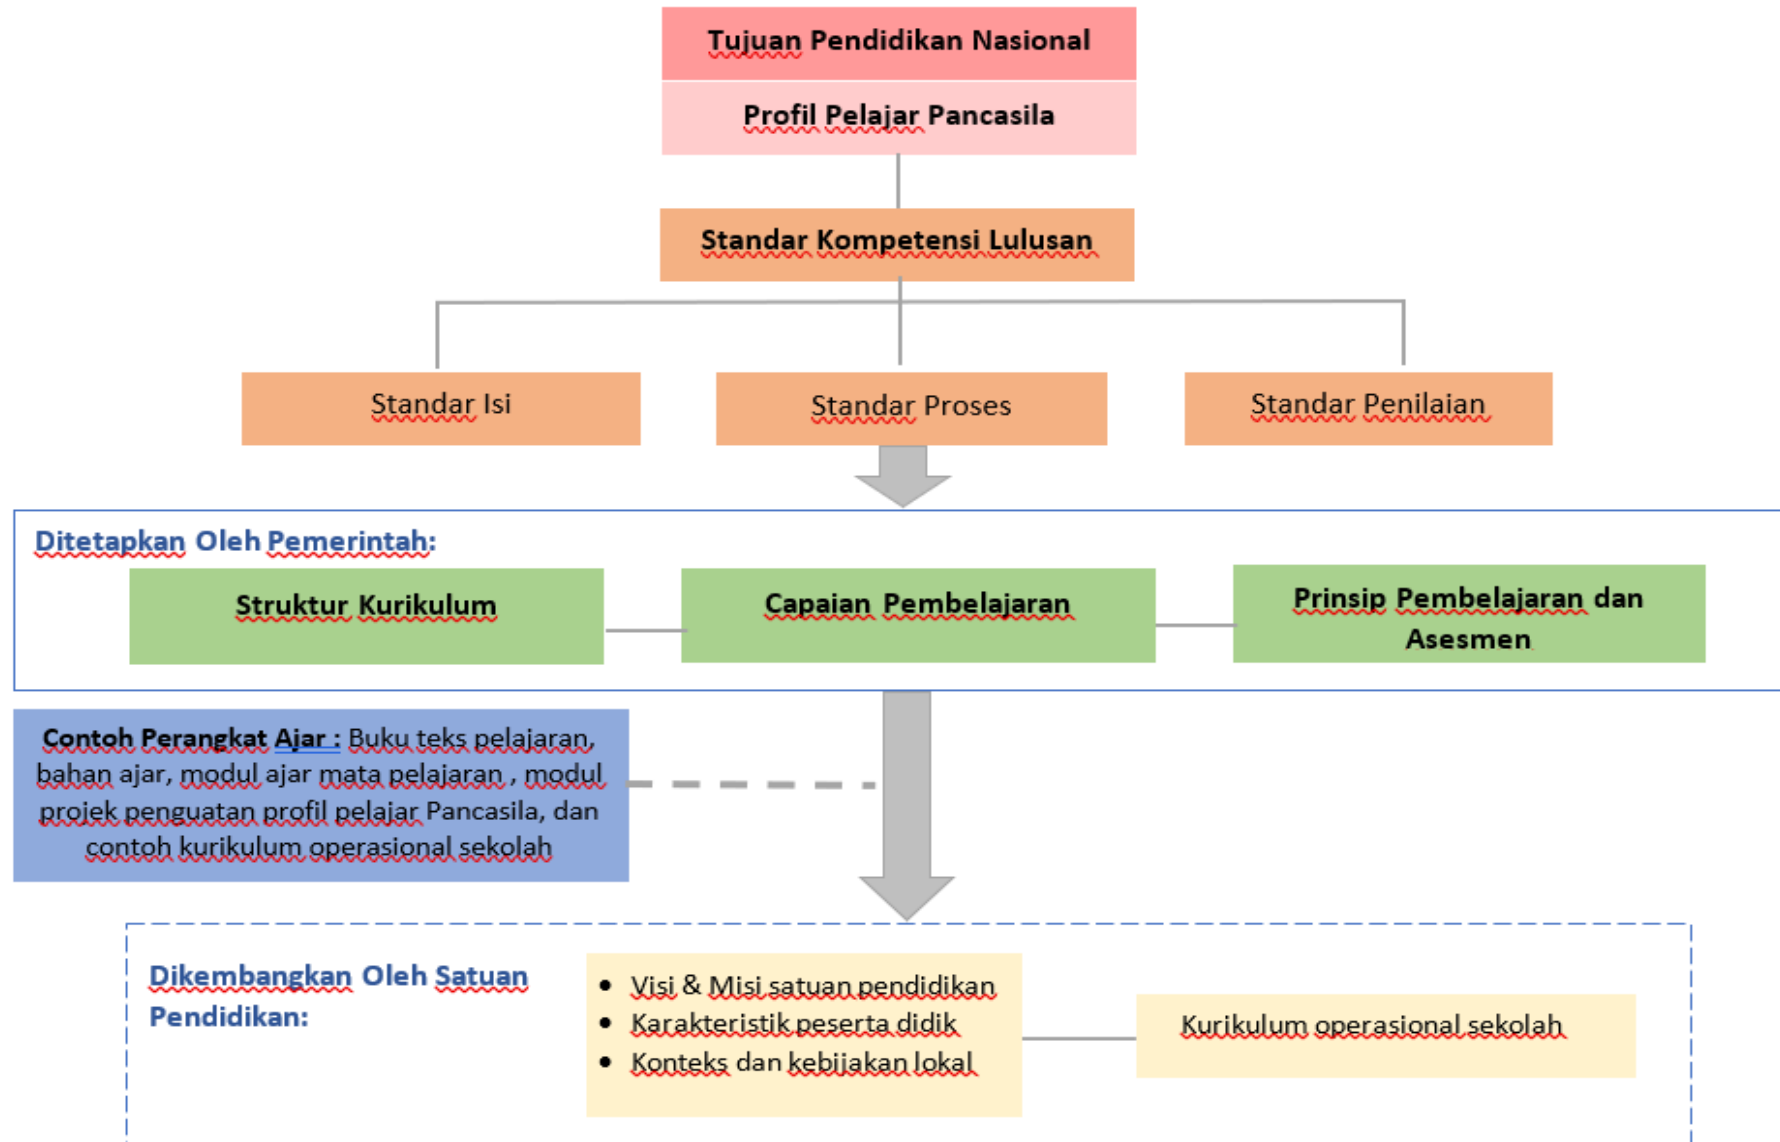 Tujuan Pendidikan Nasional
Profil Pelajar Pancasila
Standar Kompetensi Lulusan
Standar Isi
Standar Proses
Standar Penilaian
Ditetapkan Oleh Pemerintah:
Struktur Kurikulum
Capaian Pembelajaran
Prinsip Pembelajaran dan
Asesmen
Contoh Perangkat Ajar : Buku teks pelajaran,
bahan ajar, modul ajar mata pelajaran , modul
projek penguatan profil pelajar Pancasila, dan
contoh kurikulum operasional sekolah
Dikembangkan Oleh Satuan
Pendidikan:
• Visi & Misi satuan pendidikan
• Karakteristik peserta didik
• Konteks dan kebijakan lokal
Kurikulum operasional sekolah